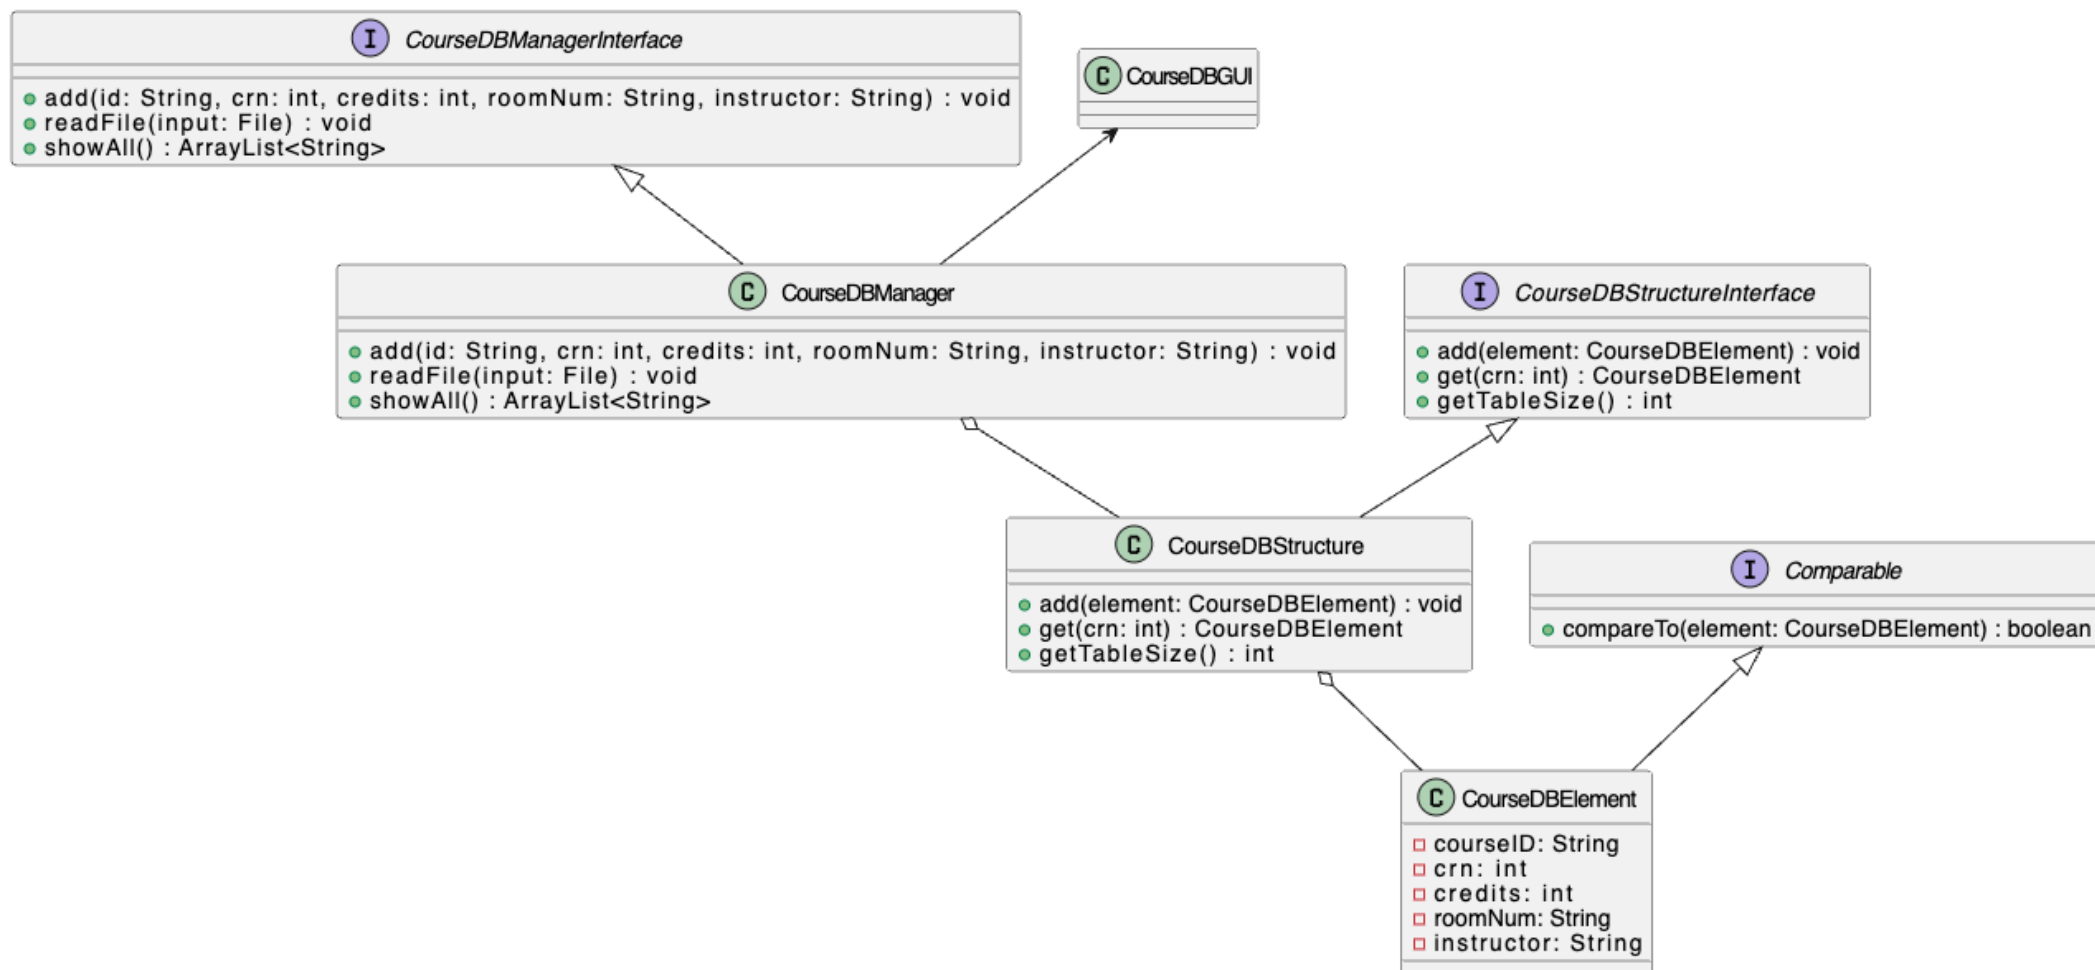 I CourseDBManagerInterface
add(id: String, crn: int, credits: int, roomNum: String, instructor: String) : void
readFile(input: File) : void
showAll() : ArrayList<String>
C CourseDBGUI
C CourseDBManager
add(id: String, crn: int, credits: int, roomNum: String, instructor: String) : void
readFile(input: File) : void
showAll() : ArrayList<String>
I CourseDBStructureInterface
add(element: CourseDBElement) : void
get(crn: int) : CourseDBElement
getTableSize() : int
C CourseDBStructure
add(element: CourseDBElement) : void
get(crn: int) : CourseDBElement
getTableSize() : int
I Comparable
compareTo(element: CourseDBElement) : boolean
C CourseDBElement
courseID: String
crn: int
credits: int
roomNum: String
instructor: String